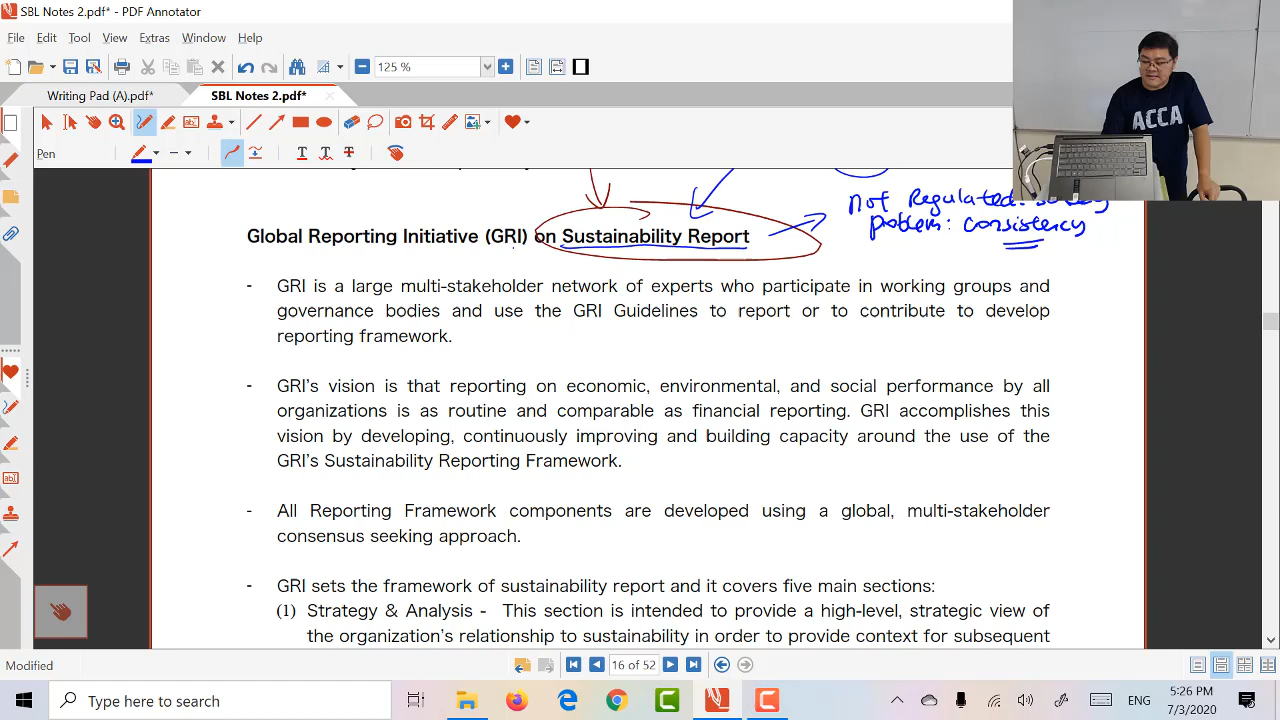 SBL Notes 2.pdf* - PDF Annotator
File Edit Tool View Extras Window Help
125 %
Writing Pad (A).pdf* SBL Notes 2.pdf*
ACCA
Pen
not Regulated.
problem: consistency
Global Reporting Initiative (GRI) on Sustainability Report
- GRI is a large multi-stakeholder network of experts who participate in working groups and
governance bodies and use the GRI Guidelines to report or to contribute to develop
reporting framework.
- GRI's vision is that reporting on economic, environmental, and social performance by all
organizations is as routine and comparable as financial reporting. GRI accomplishes this
vision by developing, continuously improving and building capacity around the use of the
GRI's Sustainability Reporting Framework.
- All Reporting Framework components are developed using a global, multi-stakeholder
consensus seeking approach.
- GRI sets the framework of sustainability report and it covers five main sections:
(1) Strategy & Analysis - This section is intended to provide a high-level, strategic view of
the organization's relationship to sustainability in order to provide context for subsequent
Modified
16 of 52
Type here to search
ENG
5:26 PM
7/3/2020